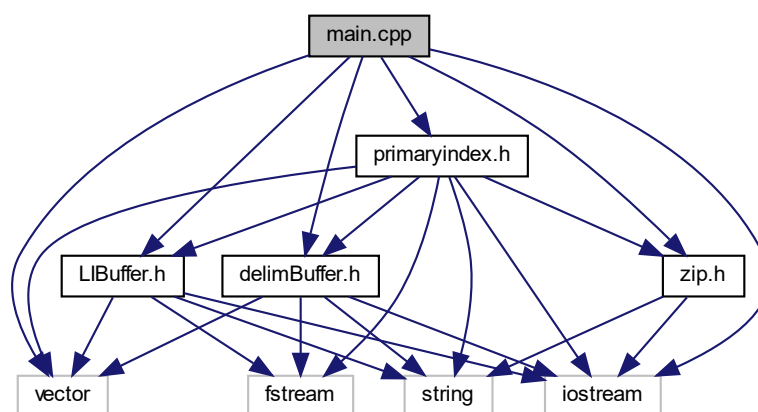 main.cpp
primaryindex.h
LIBuffer.h
delimBuffer.h
zip.h
vector
fstream
string
iostream